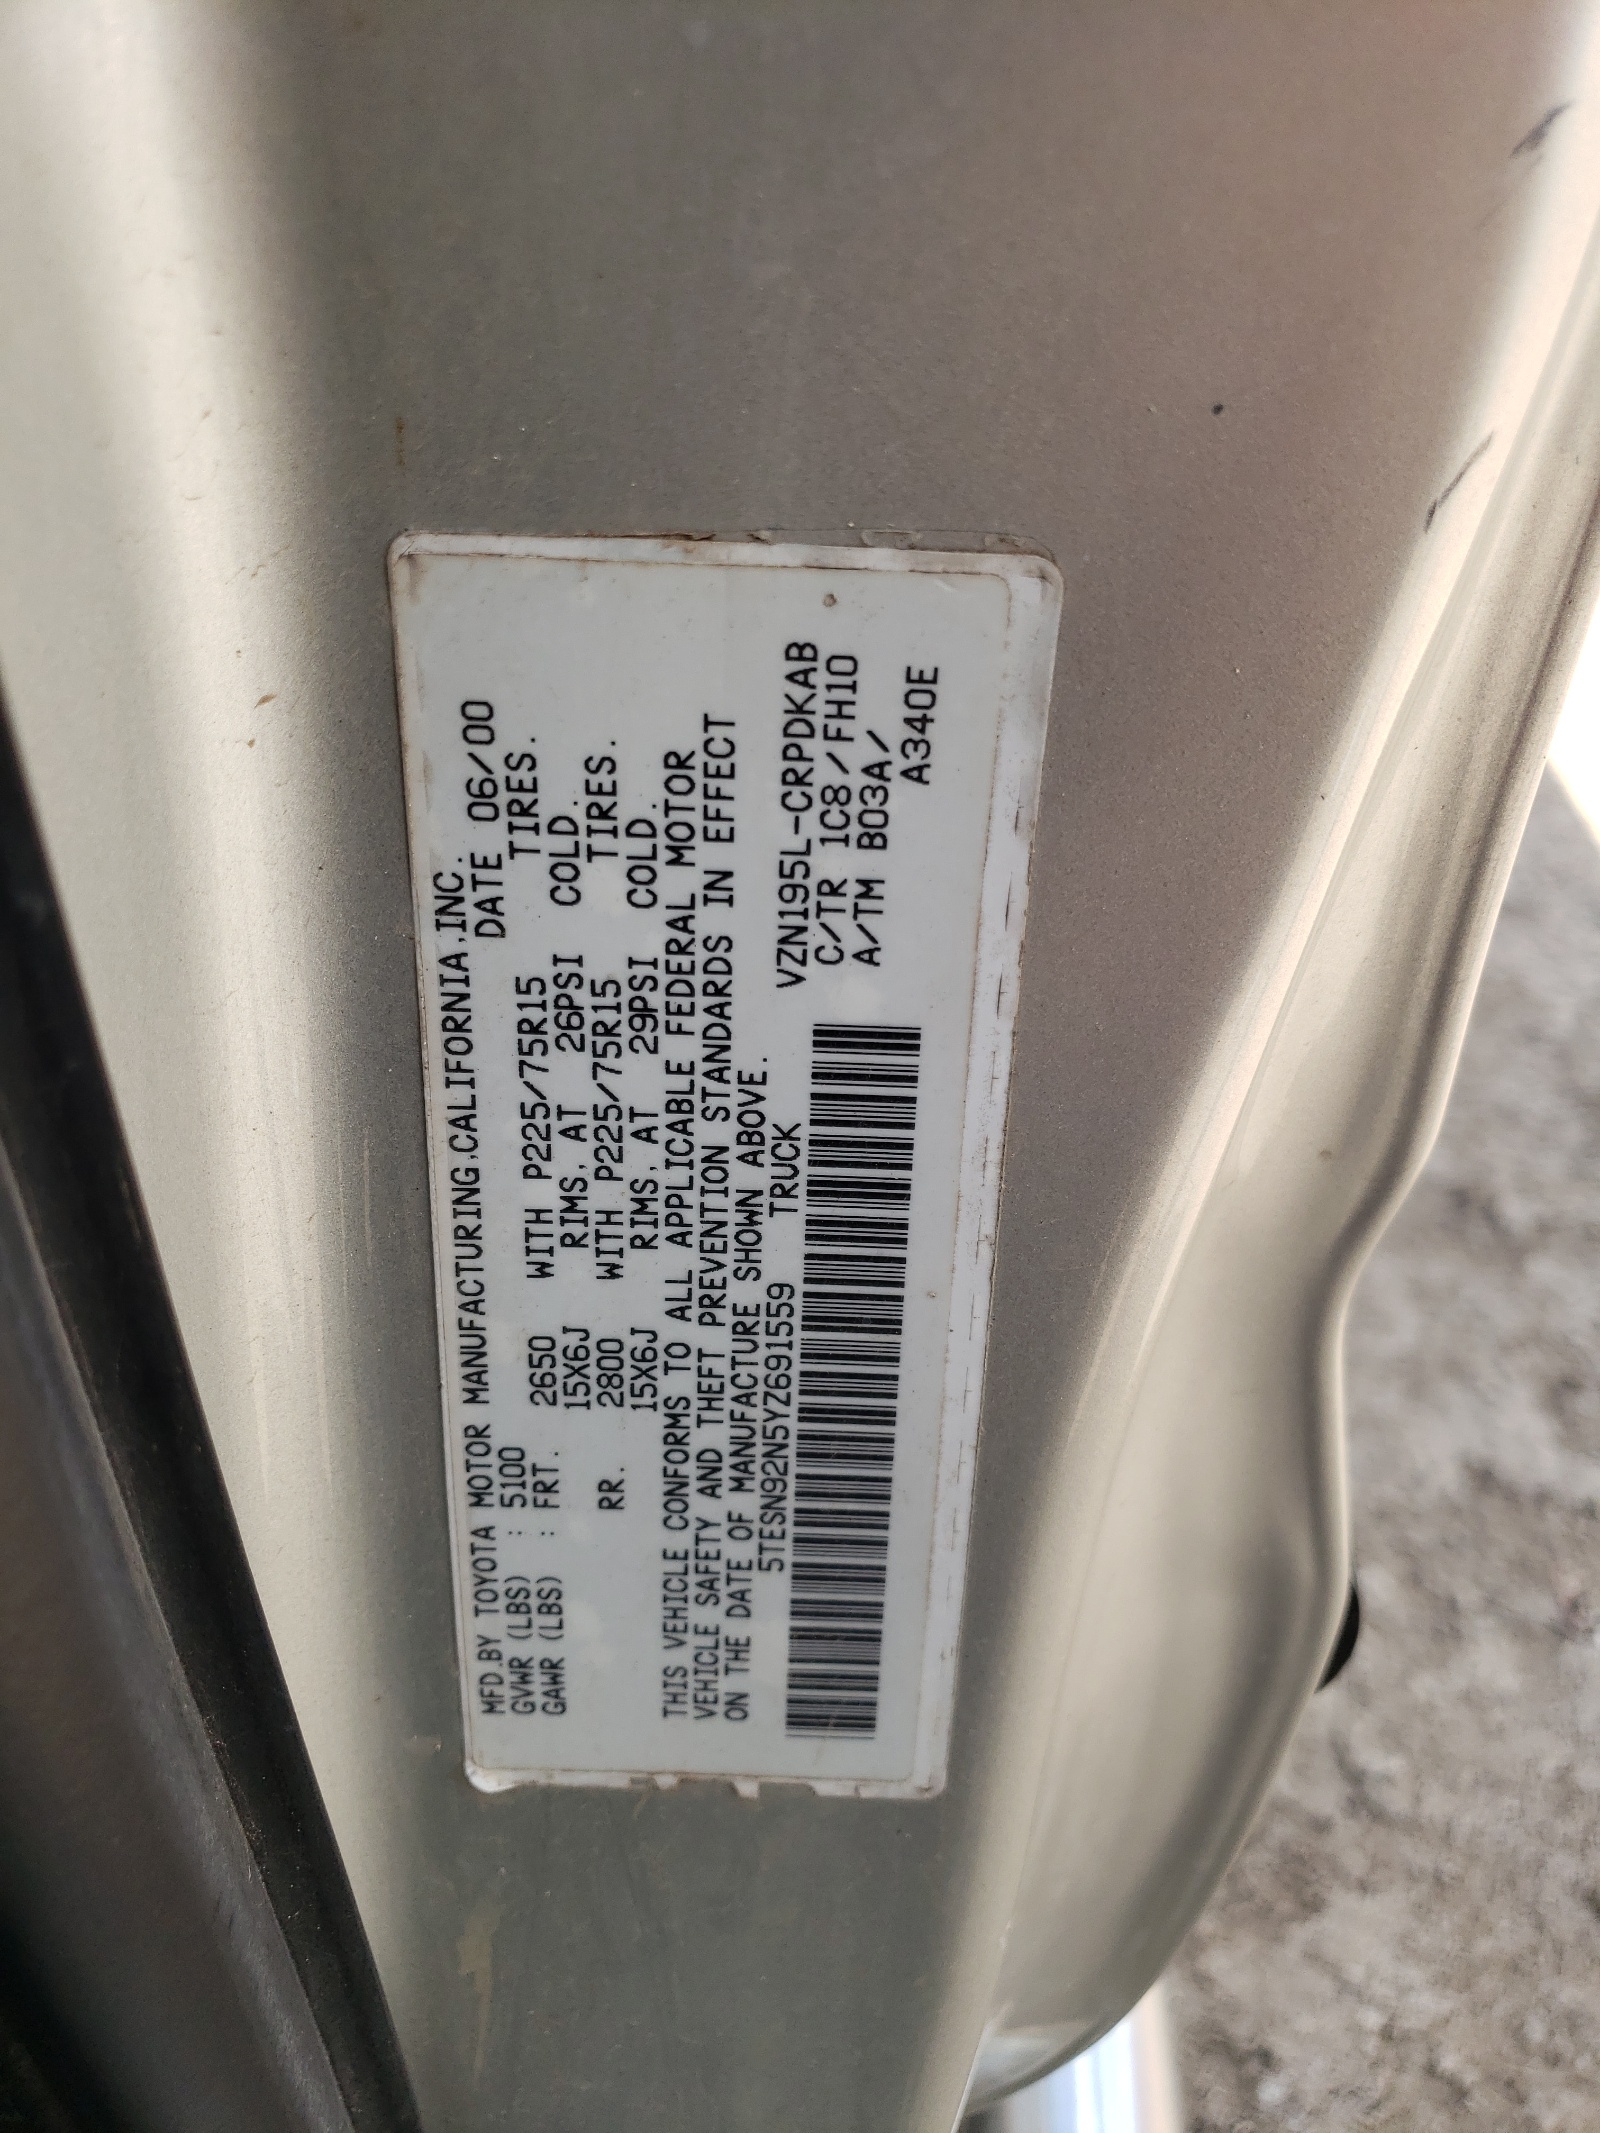 MFD.BY TOYOTA MOTOR MANUFACTURING,CALIFORNIA,INC.
GVWR (LBS) : 5100 DATE 06/00
GAWR (LBS) : FRT. 2650 WITH P225/75R15 TIRES.
15X6J RIMS, AT 26PSI COLD.
RR. 2800 WITH P225/75R15 TIRES.
15X6J RIMS, AT 29PSI COLD.
THIS VEHICLE CONFORMS TO ALL APPLICABLE FEDERAL MOTOR
VEHICLE SAFETY AND THEFT PREVENTION STANDARDS IN EFFECT
ON THE DATE OF MANUFACTURE SHOWN ABOVE.
5TESN92N5YZ691559 TRUCK
VZN195L-CRPDKAB
C/TR 1C8/FH10
A/TM B03A/
A340E